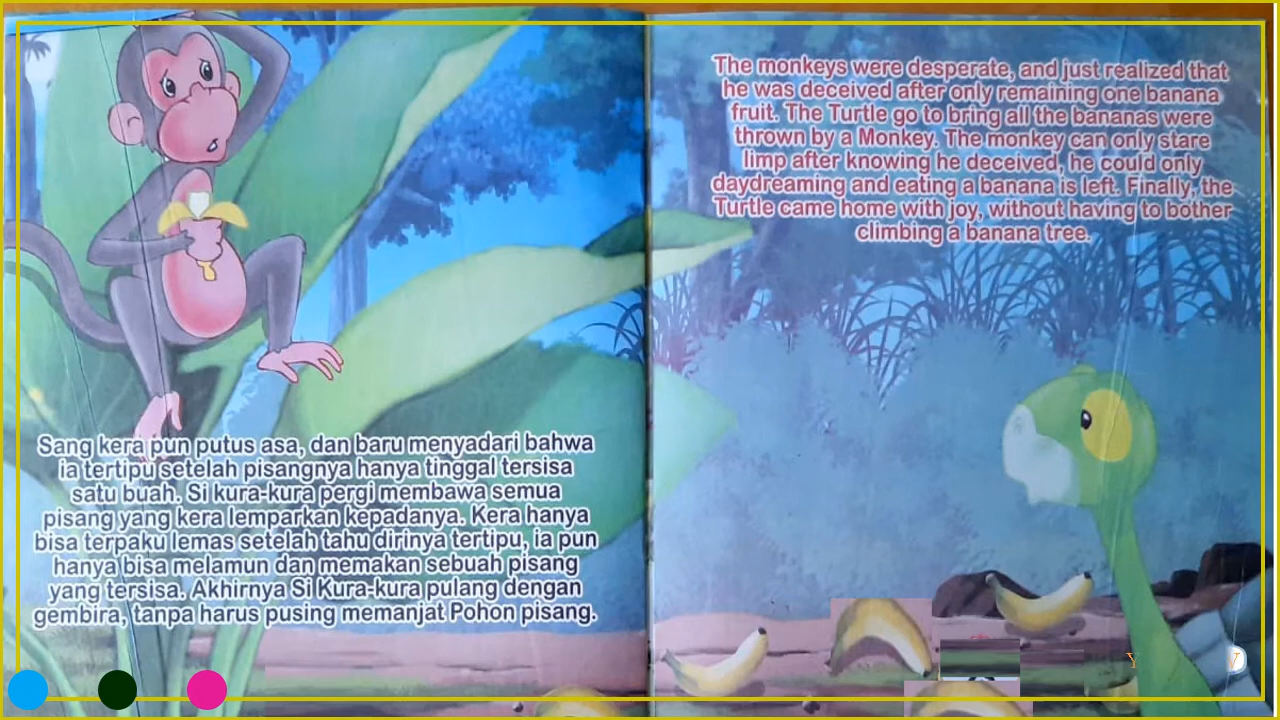 Sang kera pun putus asa, dan baru menyadari bahwa
ia tertipu setelah pisangnya hanya tinggal tersisa
satu buah. Si kura-kura pergi membawa semua
pisang yang kera lemparkan kepadanya. Kera hanya
bisa terpaku lemas setelah tahu dirinya tertipu, ia pun
hanya bisa melamun dan memakan sebuah pisang
yang tersisa. Akhirnya Si Kura-kura pulang dengan
gembira, tanpa harus pusing memanjat Pohon pisang.
The monkeys were desperate, and just realized that
he was deceived after only remaining one banana
fruit. The Turtle go to bring all the bananas were
thrown by a Monkey. The monkey can only stare
limp after knowing he deceived, he could only
daydreaming and eating a banana is left. Finally, the
Turtle came home with joy, without having to bother
climbing a banana tree.